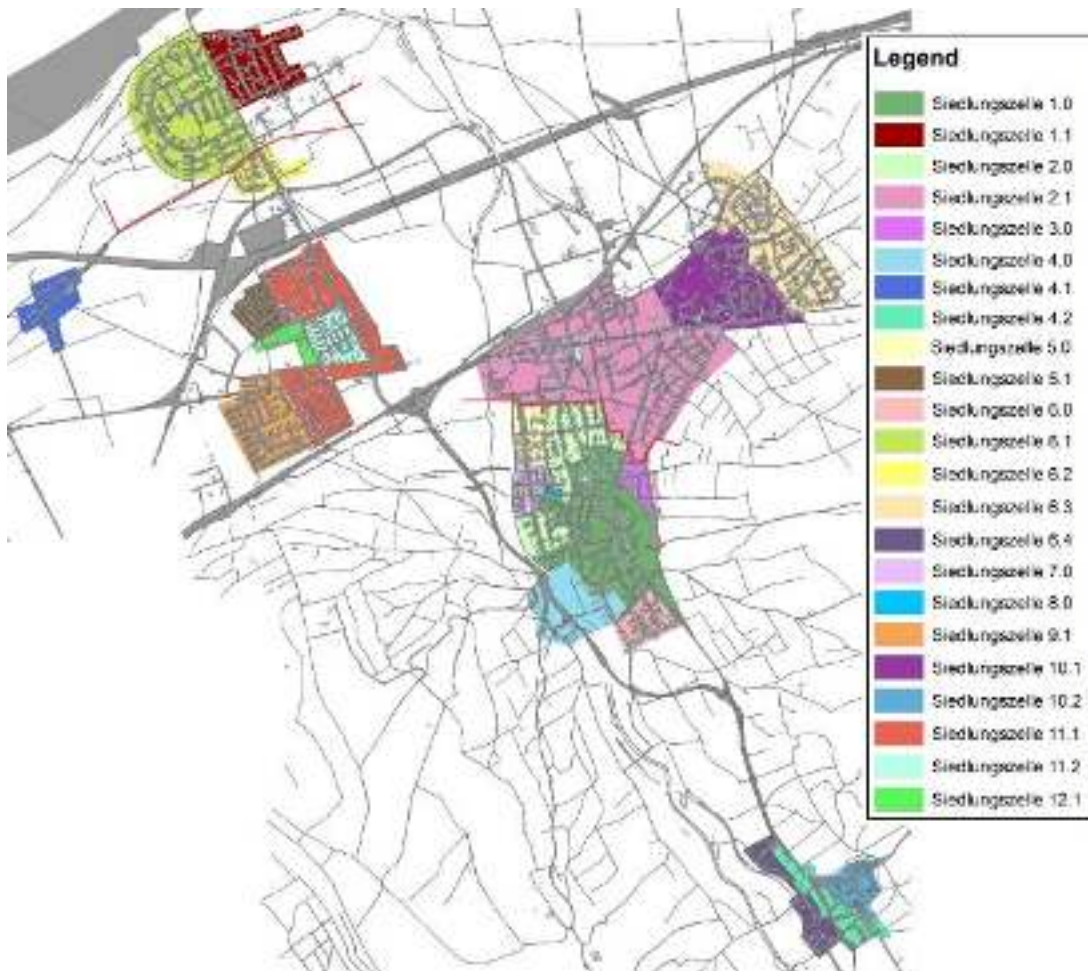 Legend
Siedlungszelle 1.0
Siedlungszelle 1.1
Siedlungszelle 2.0
Siedlungszelle 2.1
Siedlungszelle 3.0
Siedlungszelle 4.0
Siedlungszelle 4.1
Siedlungszelle 4.2
Siedlungszelle 5.0
Siedlungszelle 5.1
Siedlungszelle 6.0
Siedlungszelle 6.1
Siedlungszelle 6.2
Siedlungszelle 6.3
Siedlungszelle 6.4
Siedlungszelle 7.0
Siedlungszelle 8.0
Siedlungszelle 9.1
Siedlungszelle 10.1
Siedlungszelle 10.2
Siedlungszelle 11.1
Siedlungszelle 11.2
Siedlungszelle 12.1